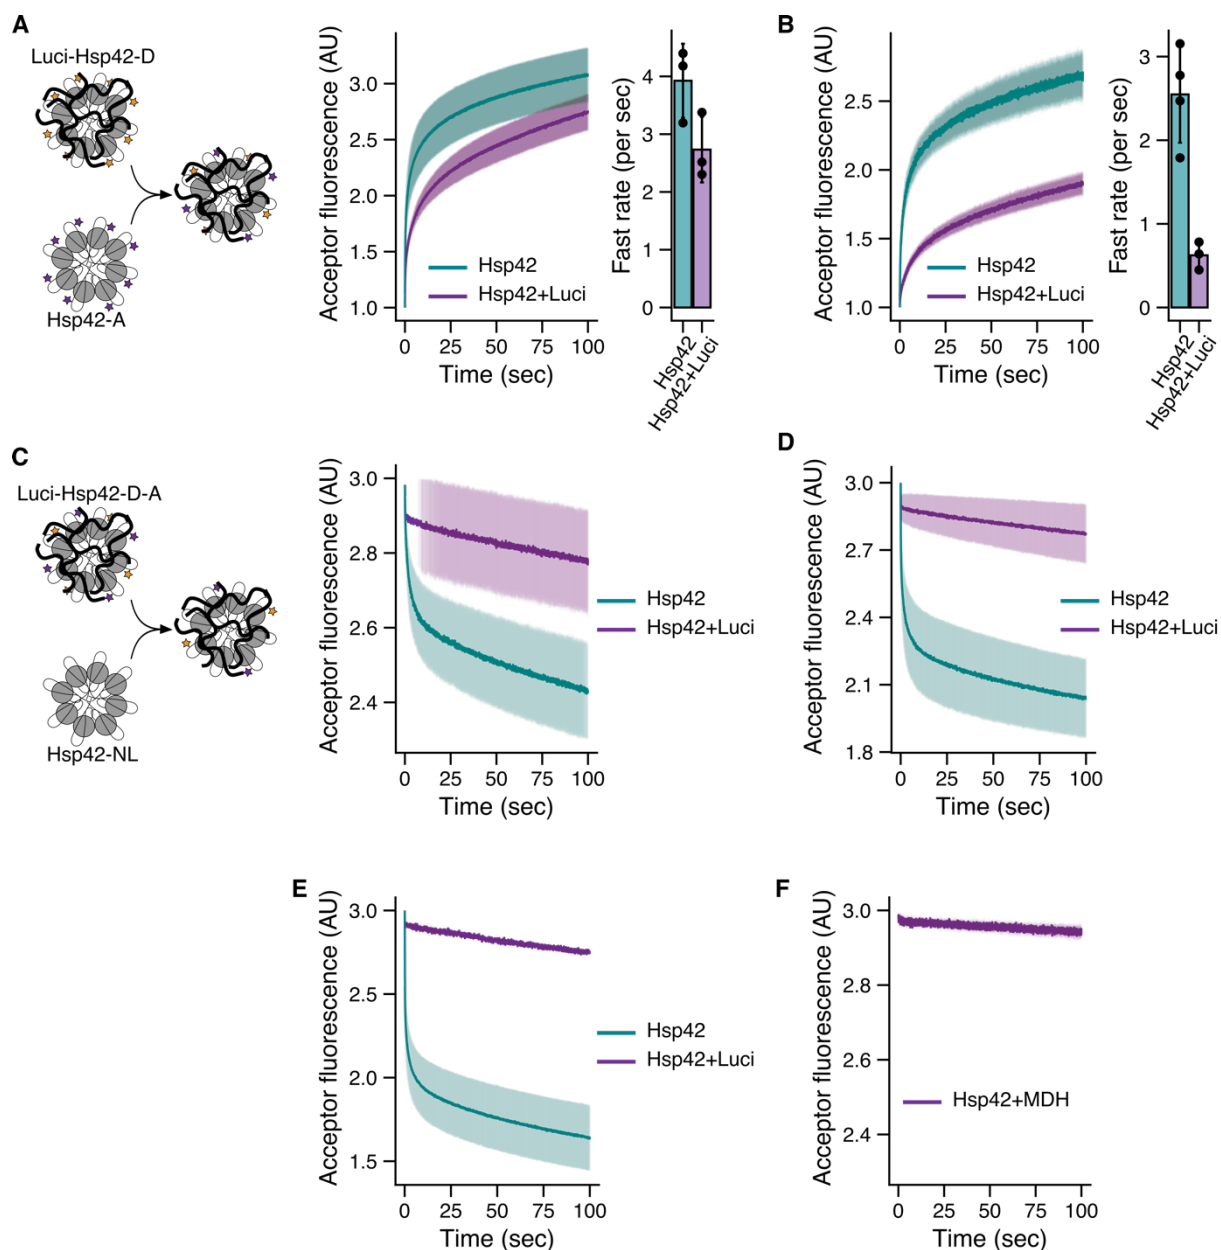 A
Luci-Hsp42-D
Hsp42-A
Acceptor fluorescence (AU)
3.0
2.5
2.0
1.5
1.0
Hsp42
Hsp42+Luci
0 25 50 75 100
Time (sec)
Fast rate (per sec)
4
3
2
1
0
Hsp42
Hsp42+Luci
B
Acceptor fluorescence (AU)
2.5
2.0
1.5
1.0
Hsp42
Hsp42+Luci
0 25 50 75 100
Time (sec)
Fast rate (per sec)
3
2
1
0
Hsp42
Hsp42+Luci
C
Luci-Hsp42-D-A
Hsp42-NL
Acceptor fluorescence (AU)
3.0
2.8
2.6
2.4
Hsp42
Hsp42+Luci
0 25 50 75 100
Time (sec)
D
Acceptor fluorescence (AU)
3.0
2.7
2.4
2.1
1.8
Hsp42
Hsp42+Luci
0 25 50 75 100
Time (sec)
E
Acceptor fluorescence (AU)
3.0
2.5
2.0
1.5
Hsp42
Hsp42+Luci
0 25 50 75 100
Time (sec)
F
Acceptor fluorescence (AU)
3.0
2.8
2.6
2.4
Hsp42+MDH
0 25 50 75 100
Time (sec)